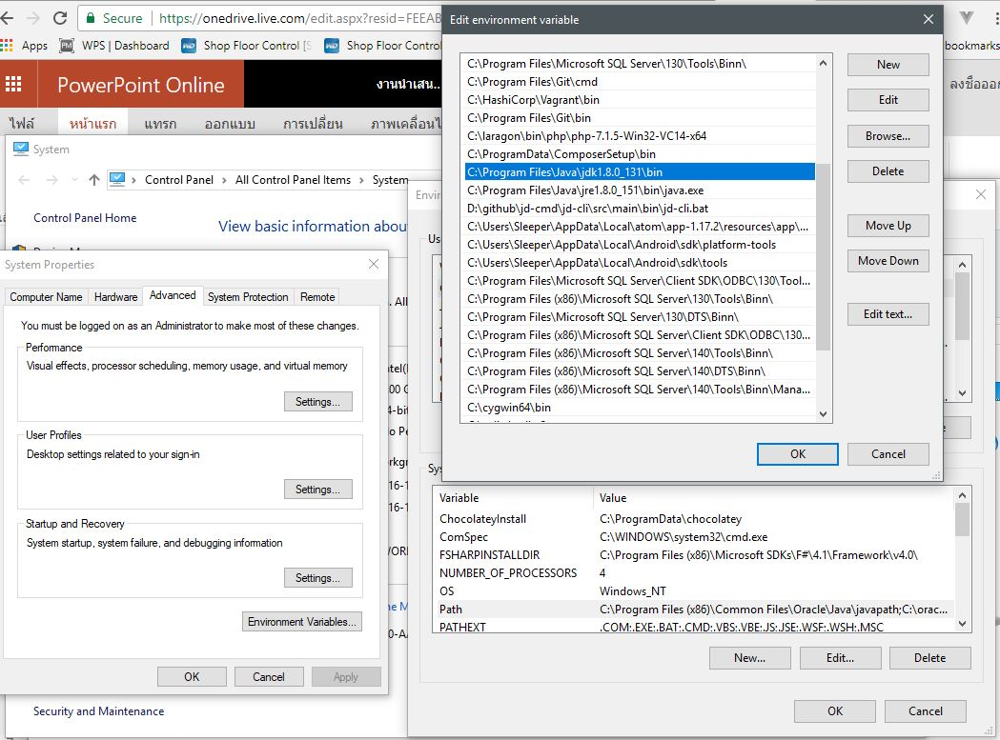 Secure
https://onedrive.live.com/edit.aspx?resid=FEEAB
Apps
WPS | Dashboard
Shop Floor Control [S
Shop Floor Contro
bookmarks
PowerPoint Online
งานนำเสน..
ลงชื่อออก
ไฟล์
หน้าแรก
แทรก
ออกแบบ
การเปลี่ยน
ภาพเคลื่อนไ
System
Control Panel
All Control Panel Items
System
Control Panel Home
View basic information abou
Security and Maintenance
System Properties
Computer Name
Hardware
Advanced
System Protection
Remote
You must be logged on as an Administrator to make most of these changes.
Performance
Visual effects, processor scheduling, memory usage, and virtual memory
Settings...
User Profiles
Desktop settings related to your sign-in
Settings...
Startup and Recovery
System startup, system failure, and debugging information
Settings...
Environment Variables...
OK
Cancel
Apply
Edit environment variable
C:\Program Files\Microsoft SQL Server\130\Tools\Binn\
C:\Program Files\Git\cmd
C:\HashiCorp\Vagrant\bin
C:\Program Files\Git\bin
C:\laragon\bin\php\php-7.1.5-Win32-VC14-x64
C:\ProgramData\ComposerSetup\bin
C:\Program Files\Java\jdk1.8.0_131\bin
C:\Program Files\Java\jre1.8.0_151\bin\java.exe
D:\github\jd-cmd\jd-cli\src\main\bin\jd-cli.bat
C:\Users\Sleeper\AppData\Local\atom\app-1.17.2\resources\app\...
C:\Users\Sleeper\AppData\Local\Android\sdk\platform-tools
C:\Users\Sleeper\AppData\Local\Android\sdk\tools
C:\Program Files\Microsoft SQL Server\Client SDK\ODBC\130\Tool...
C:\Program Files (x86)\Microsoft SQL Server\130\Tools\Binn\
C:\Program Files\Microsoft SQL Server\130\DTS\Binn\
C:\Program Files (x86)\Microsoft SQL Server\Client SDK\ODBC\130...
C:\Program Files (x86)\Microsoft SQL Server\140\Tools\Binn\
C:\Program Files (x86)\Microsoft SQL Server\140\DTS\Binn\
C:\Program Files (x86)\Microsoft SQL Server\140\Tools\Binn\Mana...
C:\cygwin64\bin
New
Edit
Browse...
Delete
Move Up
Move Down
Edit text...
OK
Cancel
Envir
Variable
Value
ChocolateyInstall
C:\ProgramData\chocolatey
ComSpec
C:\WINDOWS\system32\cmd.exe
FSHARPINSTALLDIR
C:\Program Files (x86)\Microsoft SDKs\F#\4.1\Framework\v4.0\
NUMBER_OF_PROCESSORS
4
OS
Windows_NT
Path
C:\Program Files (x86)\Common Files\Oracle\Java\javapath;C:\orac...
PATHEXT
.COM;.EXE;.BAT;.CMD;.VBS;.VBE;.JS;.JSE;.WSF;.WSH;.MSC
New...
Edit...
Delete
OK
Cancel